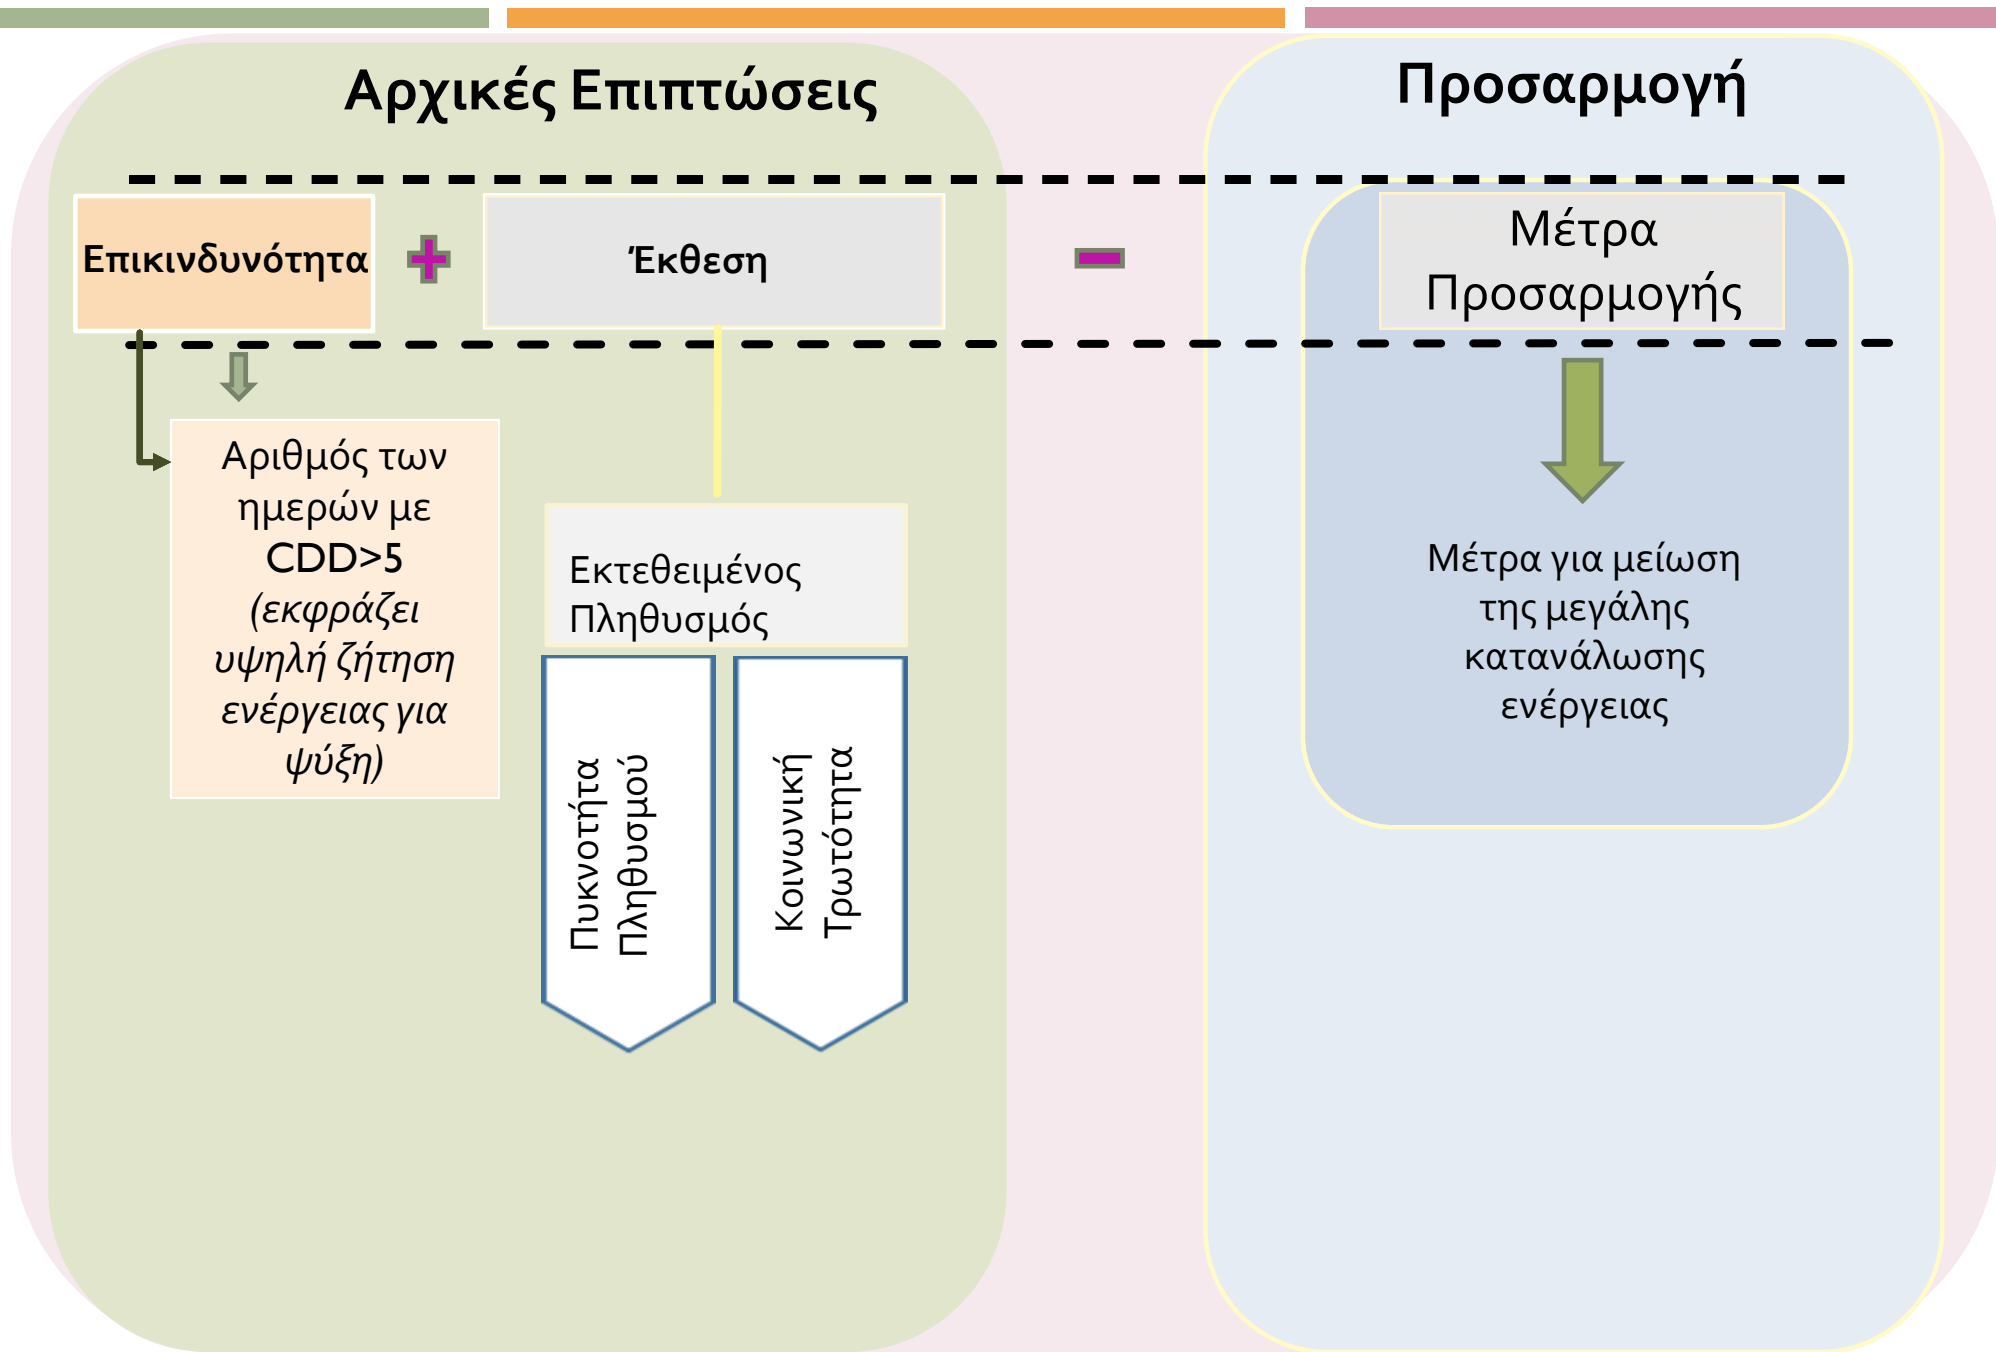 Αρχικές Επιπτώσεις
Προσαρμογή
Επικινδυνότητα
Έκθεση
Μέτρα
Προσαρμογής
Αριθμός των
ημερών με
CDD>5
(εκφράζει
υψηλή ζήτηση
ενέργειας για
ψύξη)
Εκτεθειμένος
Πληθυσμός
Πυκνοτήτα
Πληθυσμού
Κοινωνική
Τρωτότητα
Μέτρα για μείωση
της μεγάλης
κατανάλωσης
ενέργειας